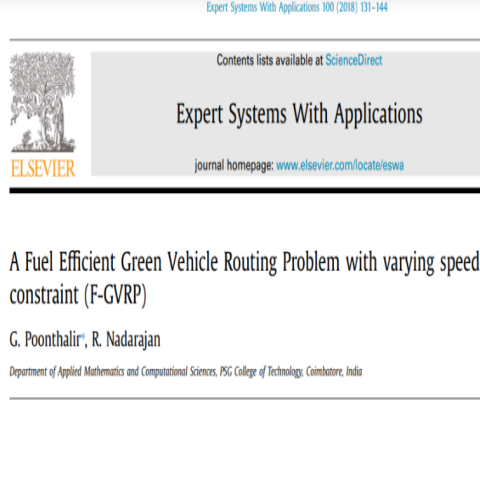 Expert Systems With Applications 100 (2018) 131–144
Contents lists available at ScienceDirect
Expert Systems With Applications
ELSEVIER
journal homepage: www.elsevier.com/locate/eswa
A Fuel Efficient Green Vehicle Routing Problem with varying speed
constraint (F-GVRP)
G. Poonthalir*, R. Nadarajan
Department of Applied Mathematics and Computational Sciences, PSG College of Technology, Coimbatore, India